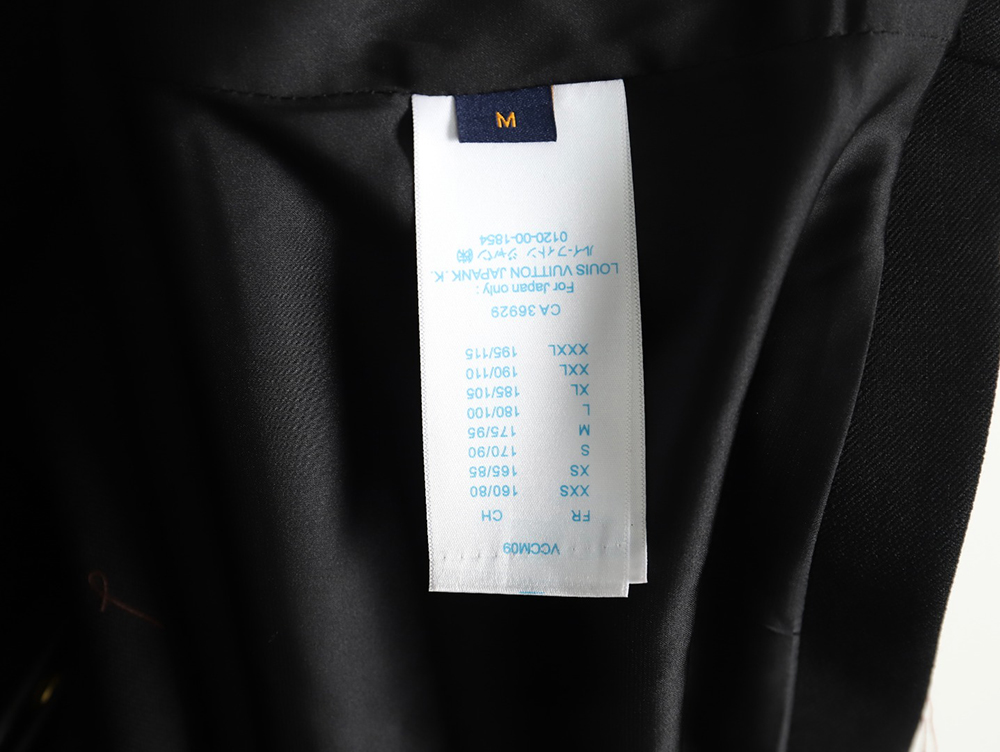 M
VCCM09
FR CH
XXS 160/80
XS 165/85
S 170/90
M 175/95
L 180/100
XL 185/105
XXL 190/110
XXXL 195/115
CA 36929
For Japan only :
LOUIS VUITTON JAPANK.K.
ルイ・フィトン ジャパン ㈱
0120-00-1854